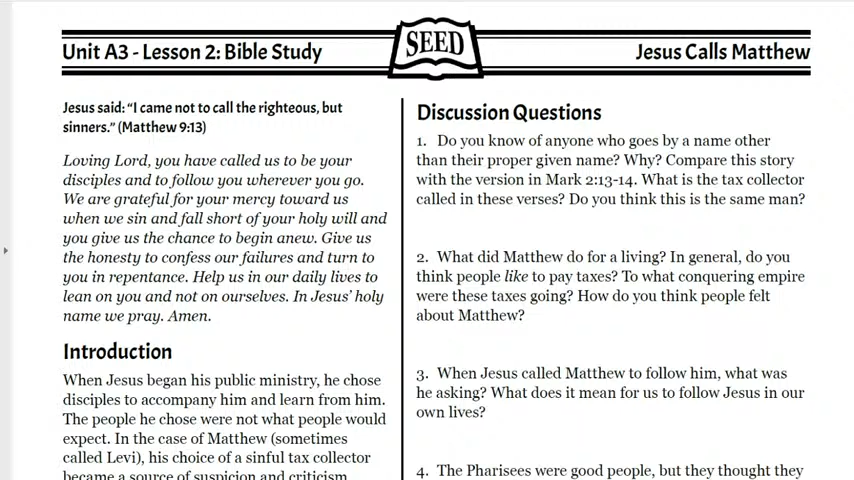 Unit A3 - Lesson 2: Bible Study
SEED
Jesus Calls Matthew
Jesus said: “I came not to call the righteous, but
sinners.” (Matthew 9:13)
Loving Lord, you have called us to be your
disciples and to follow you wherever you go.
We are grateful for your mercy toward us
when we sin and fall short of your holy will and
you give us the chance to begin anew. Give us
the honesty to confess our failures and turn to
you in repentance. Help us in our daily lives to
lean on you and not on ourselves. In Jesus’ holy
name we pray. Amen.
Introduction
When Jesus began his public ministry, he chose
disciples to accompany him and learn from him.
The people he chose were not what people would
expect. In the case of Matthew (sometimes
called Levi), his choice of a sinful tax collector
became a source of suspicion and criticism
Discussion Questions
1. Do you know of anyone who goes by a name other
than their proper given name? Why? Compare this story
with the version in Mark 2:13-14. What is the tax collector
called in these verses? Do you think this is the same man?
2. What did Matthew do for a living? In general, do you
think people like to pay taxes? To what conquering empire
were these taxes going? How do you think people felt
about Matthew?
3. When Jesus called Matthew to follow him, what was
he asking? What does it mean for us to follow Jesus in our
own lives?
4. The Pharisees were good people, but they thought they